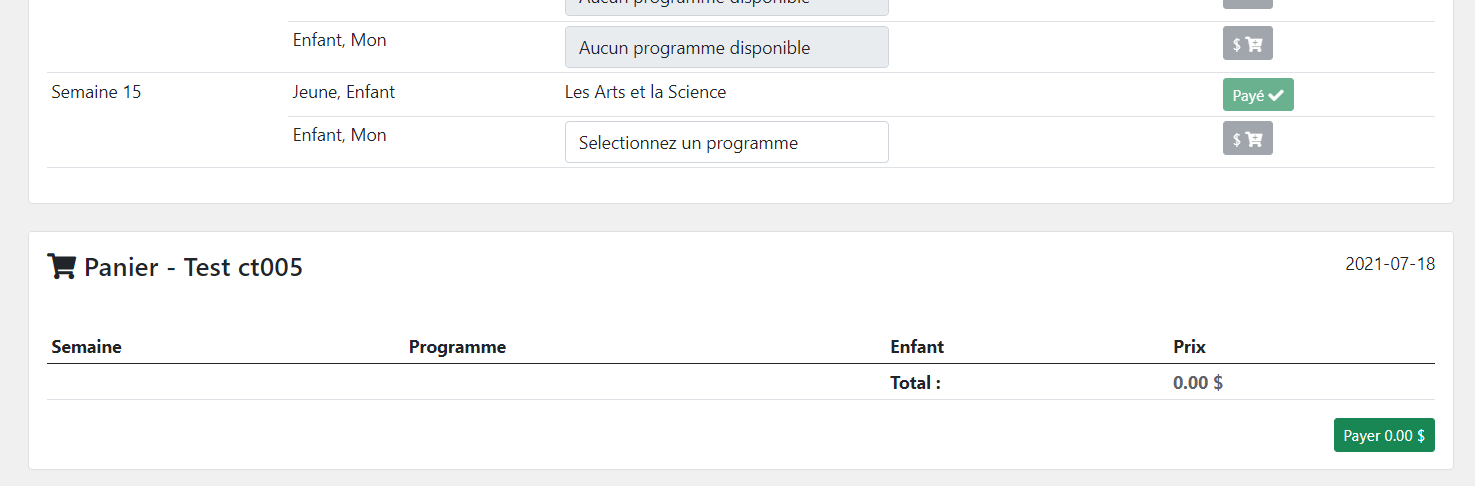 Aucun programme disponible
Enfant, Mon Aucun programme disponible $
Semaine 15 Jeune, Enfant Les Arts et la Science Payé
Enfant, Mon Selectionnez un programme $
Panier - Test ct005 2021-07-18
Semaine Programme Enfant Prix
Total : 0.00 $
Payer 0.00 $